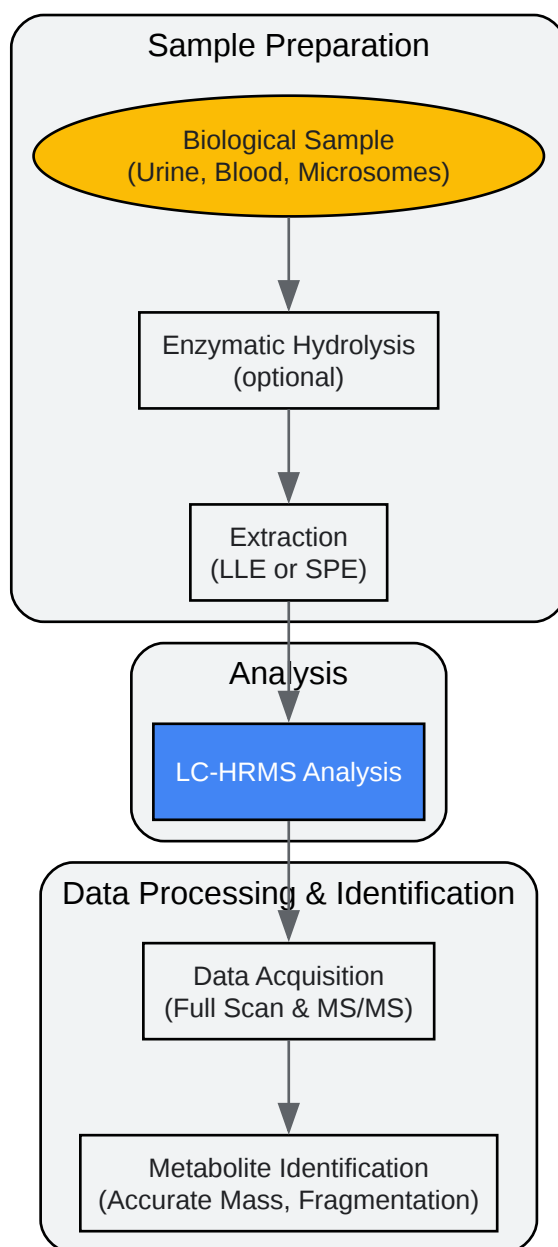 Sample Preparation
Biological Sample
(Urine, Blood, Microsomes)
Enzymatic Hydrolysis
(optional)
Extraction
(LLE or SPE)
Analysis
LC-HRMS Analysis
Data Processing & Identification
Data Acquisition
(Full Scan & MS/MS)
Metabolite Identification
(Accurate Mass, Fragmentation)